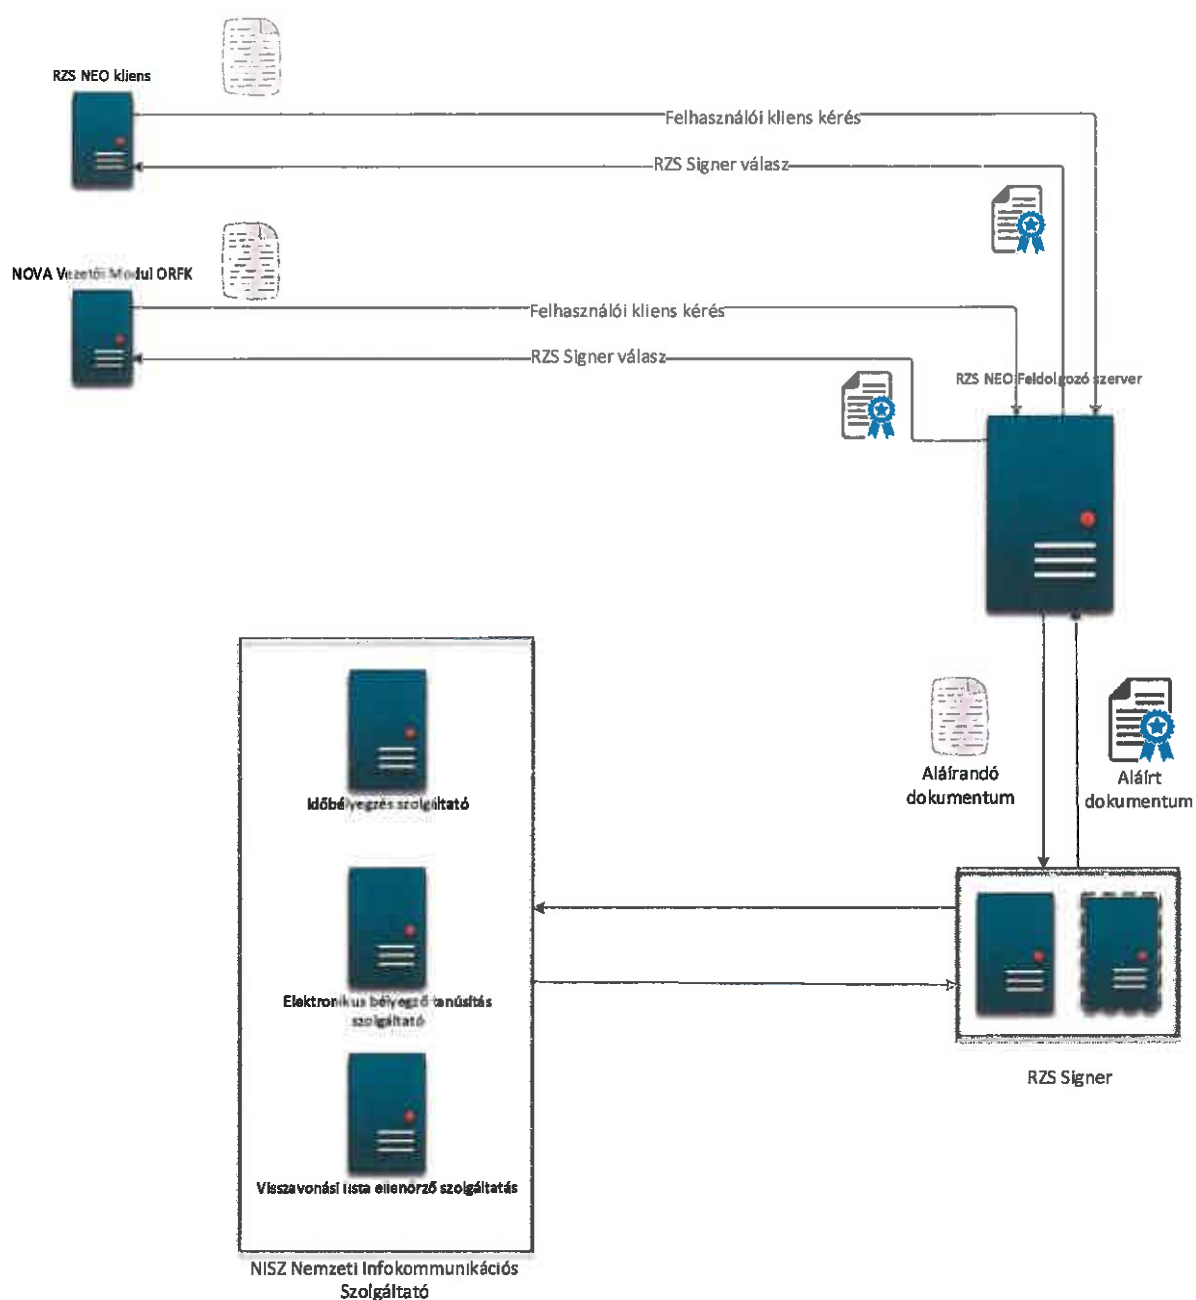 RZS NEO kliens
Felhasználói kliens kérés
RZS Signer válasz
NOVA Vezetői Modul ORFK
Felhasználói kliens kérés
RZS Signer válasz
RZS NEO Feldolgozó szerver
Időbélyegzés szolgáltató
Aláírandó
dokumentum
Aláírt
dokumentum
Elektronikus bélyegző tanúsítás
szolgáltató
RZS Signer
Visszavonási lista ellenőrző szolgáltatás
NISZ Nemzeti Infokommunikációs
Szolgáltató